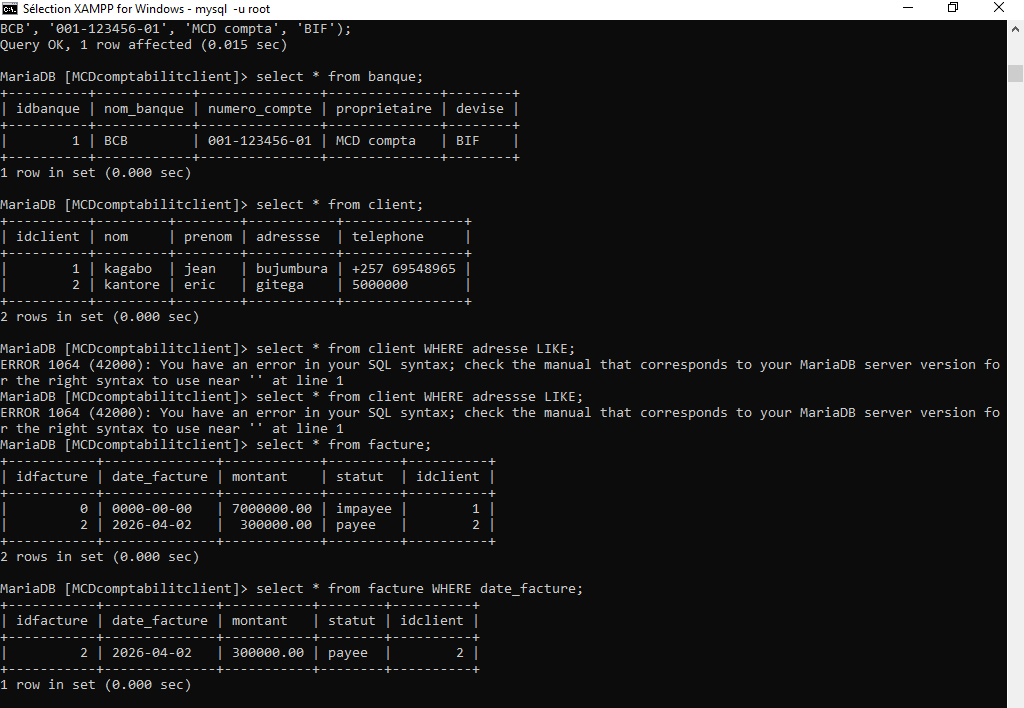 Sélection XAMPP for Windows - mysql  -u root
BCB', '001-123456-01', 'MCD compta', 'BIF');
Query OK, 1 row affected (0.015 sec)

MariaDB [MCDcomptabilitclient]> select * from banque;
+----------+------------+---------------+--------------+--------+
| idbanque | nom_banque | numero_compte | proprietaire | devise |
+----------+------------+---------------+--------------+--------+
|        1 | BCB        | 001-123456-01 | MCD compta   | BIF    |
+----------+------------+---------------+--------------+--------+
1 row in set (0.000 sec)

MariaDB [MCDcomptabilitclient]> select * from client;
+----------+---------+--------+-----------+---------------+
| idclient | nom     | prenom | adressse  | telephone     |
+----------+---------+--------+-----------+---------------+
|        1 | kagabo  | jean   | bujumbura | +257 69548965 |
|        2 | kantore | eric   | gitega    | 5000000       |
+----------+---------+--------+-----------+---------------+
2 rows in set (0.000 sec)

MariaDB [MCDcomptabilitclient]> select * from client WHERE adresse LIKE;
ERROR 1064 (42000): You have an error in your SQL syntax; check the manual that corresponds to your MariaDB server version fo
r the right syntax to use near '' at line 1
MariaDB [MCDcomptabilitclient]> select * from client WHERE adressse LIKE;
ERROR 1064 (42000): You have an error in your SQL syntax; check the manual that corresponds to your MariaDB server version fo
r the right syntax to use near '' at line 1
MariaDB [MCDcomptabilitclient]> select * from facture;
+-----------+--------------+------------+---------+----------+
| idfacture | date_facture | montant    | statut  | idclient |
+-----------+--------------+------------+---------+----------+
|         0 | 0000-00-00   | 7000000.00 | impayee |        1 |
|         2 | 2026-04-02   |  300000.00 | payee   |        2 |
+-----------+--------------+------------+---------+----------+
2 rows in set (0.000 sec)

MariaDB [MCDcomptabilitclient]> select * from facture WHERE date_facture;
+-----------+--------------+-----------+--------+----------+
| idfacture | date_facture | montant   | statut | idclient |
+-----------+--------------+-----------+--------+----------+
|         2 | 2026-04-02   | 300000.00 | payee  |        2 |
+-----------+--------------+-----------+--------+----------+
1 row in set (0.000 sec)